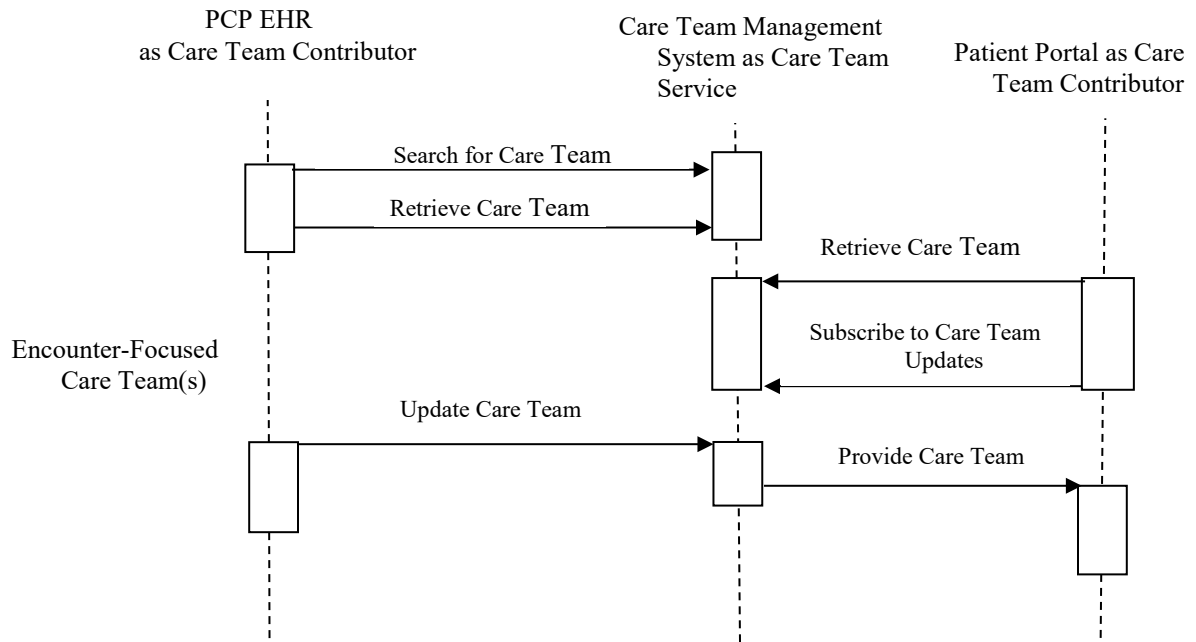 PCP EHR
as Care Team Contributor
Care Team Management
System as Care Team
Service
Patient Portal as Care
Team Contributor
Search for Care Team
Retrieve Care Team
Retrieve Care Team
Subscribe to Care Team
Updates
Encounter-Focused
Care Team(s)
Update Care Team
Provide Care Team